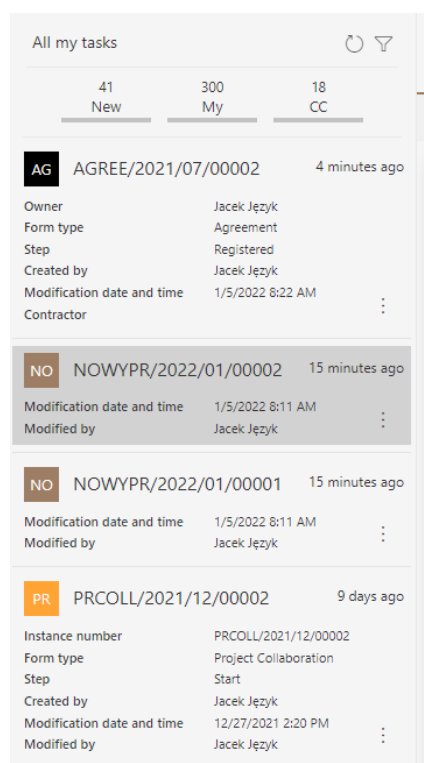 All my tasks
41 300 18
New My CC
AG AGREE/2021/07/00002 4 minutes ago
Owner Jacek Język
Form type Agreement
Step Registered
Created by Jacek Język
Modification date and time 1/5/2022 8:22 AM
Contractor
NO NOWYPR/2022/01/00002 15 minutes ago
Modification date and time 1/5/2022 8:11 AM
Modified by Jacek Język
NO NOWYPR/2022/01/00001 15 minutes ago
Modification date and time 1/5/2022 8:11 AM
Modified by Jacek Język
PR PRCOLL/2021/12/00002 9 days ago
Instance number PRCOLL/2021/12/00002
Form type Project Collaboration
Step Start
Created by Jacek Język
Modification date and time 12/27/2021 2:20 PM
Modified by Jacek Język